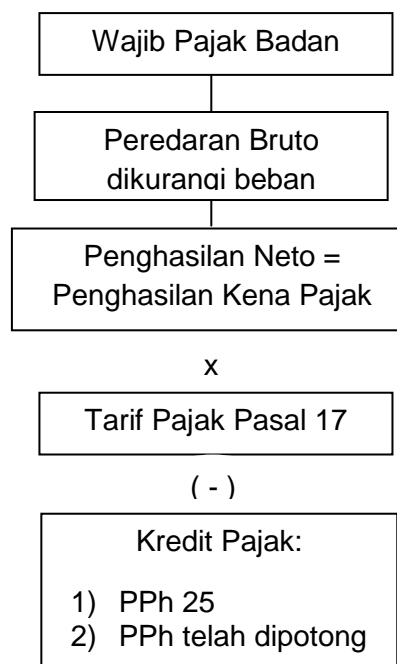 Wajib Pajak Badan
Peredaran Bruto
dikurangi beban
Penghasilan Neto =
Penghasilan Kena Pajak
x
Tarif Pajak Pasal 17
( - )
Kredit Pajak:
1) PPh 25
2) PPh telah dipotong